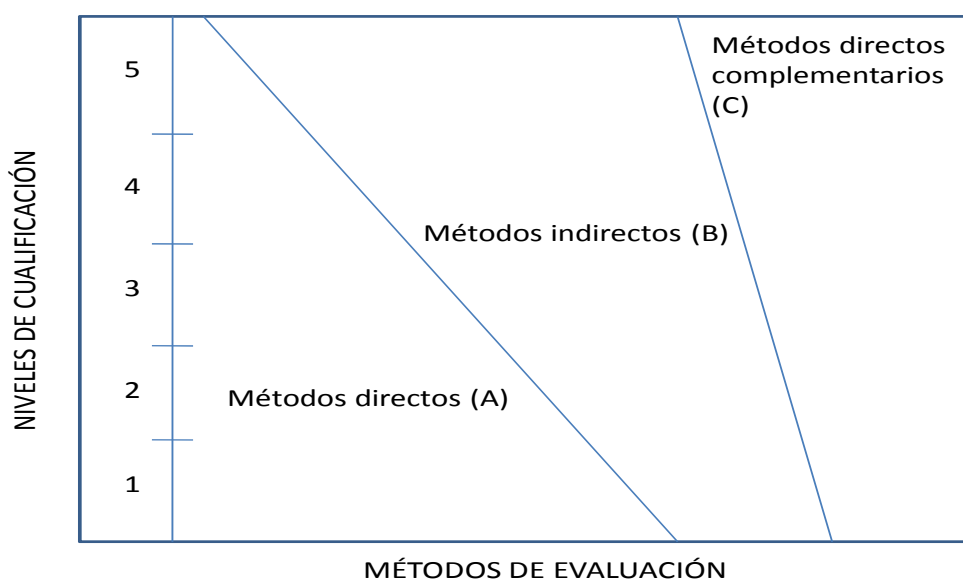 NIVELES DE CUALIFICACIÓN
5
4
3
2
1
Métodos directos
complementarios
(C)
Métodos indirectos (B)
Métodos directos (A)
MÉTODOS DE EVALUACIÓN